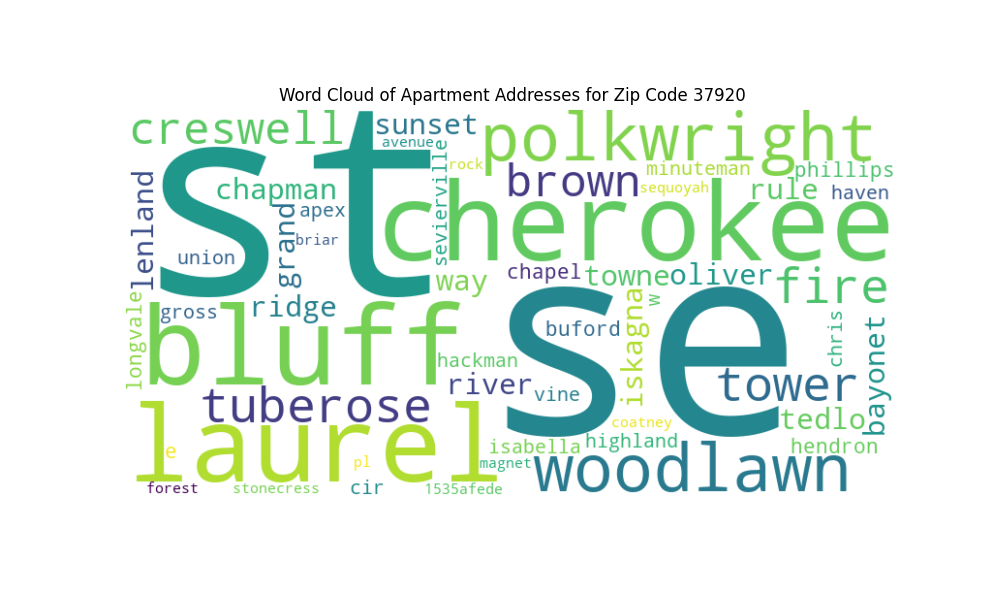 Word Cloud of Apartment Addresses for Zip Code 37920
creswell
st
sunset
avenue
polkwright
rock
minuteman
phillips
brown
sequoyah
rule
haven
chapman
cherokee
lenland
sevierville
grand
apex
briar
union
way
chapel
towne
oliver
fire
se
w
iskagna
buford
longvale
gross
ridge
bluff
chris
bayonet
hackman
river
vine
tower
tuberose
laurel
coatney
tedlo
isabella
highland
hendron
e
pl
magnet
woodlawn
forest
stonecress
cir
1535afede